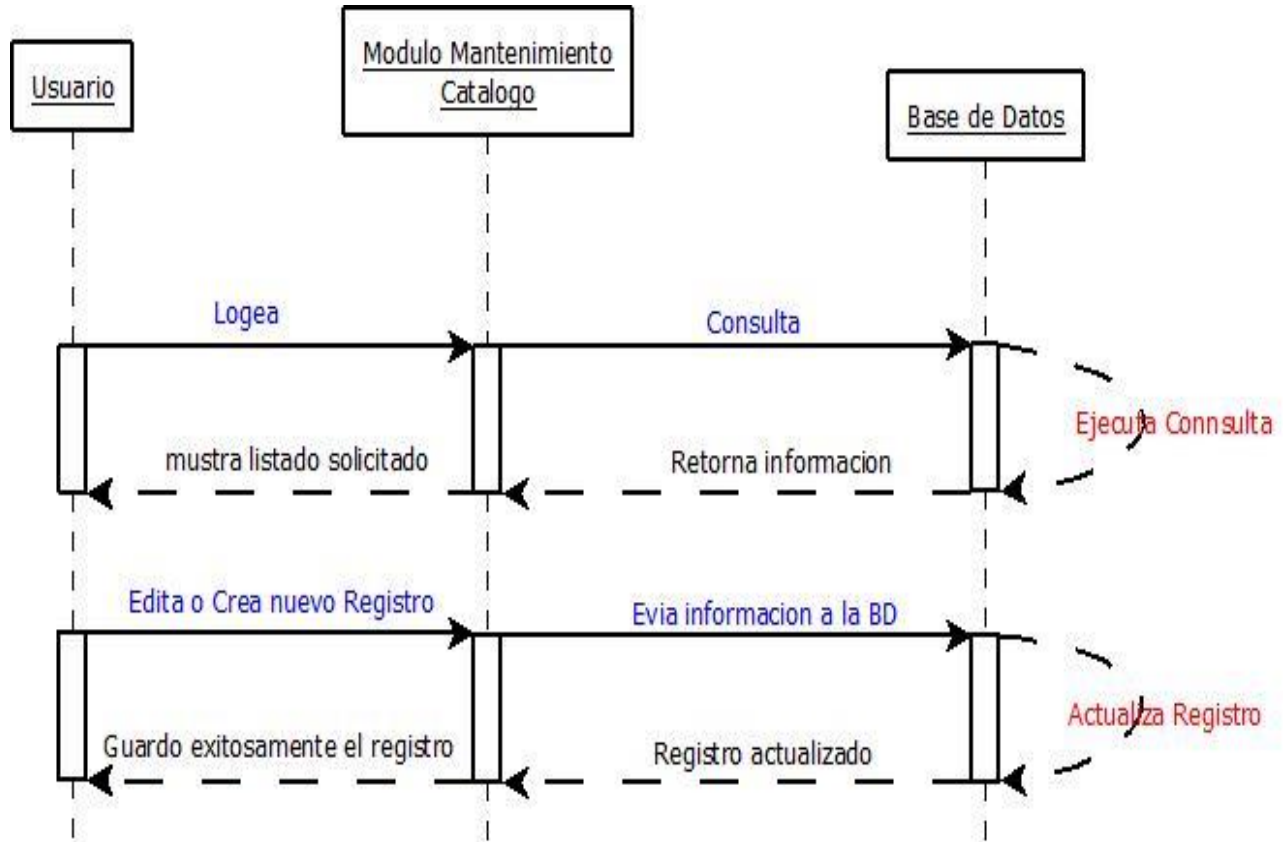 Usuario
Modulo Mantenimiento
Catalogo
Base de Datos
Logea
Consulta
Ejecuta Connsulta
mustra listado solicitado
Retorna informacion
Edita o Crea nuevo Registro
Evia informacion a la BD
Actualiza Registro
Guardo exitosamente el registro
Registro actualizado